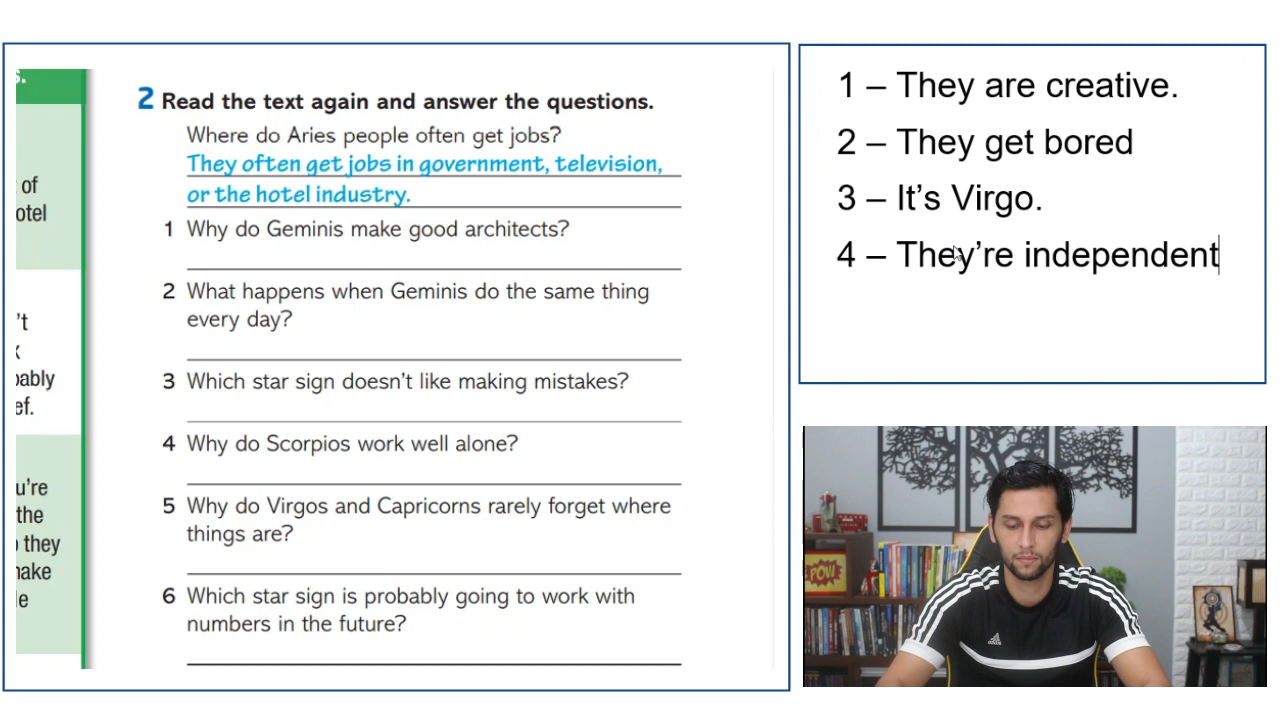 s.
of
otel
't
k
bably
ef.
u're
the
they
nake
le
2 Read the text again and answer the questions.
Where do Aries people often get jobs?
They often get jobs in government, television,
or the hotel industry.
1 Why do Geminis make good architects?
2 What happens when Geminis do the same thing
every day?
3 Which star sign doesn't like making mistakes?
4 Why do Scorpios work well alone?
5 Why do Virgos and Capricorns rarely forget where
things are?
6 Which star sign is probably going to work with
numbers in the future?
1 – They are creative.
2 – They get bored
3 – It's Virgo.
4 – They're independent
POW!
adidas